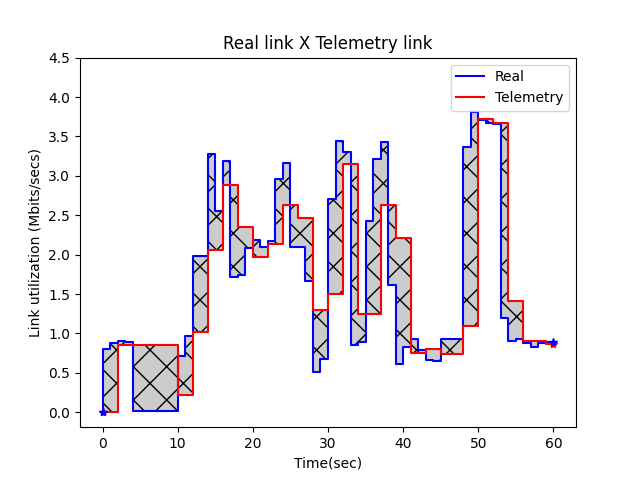 Real link X Telemetry link
Real
Telemetry
Link utilization (Mbits/secs)
4.5
4.0
3.5
3.0
2.5
2.0
1.5
1.0
0.5
0.0
0 10 20 30 40 50 60
Time(sec)